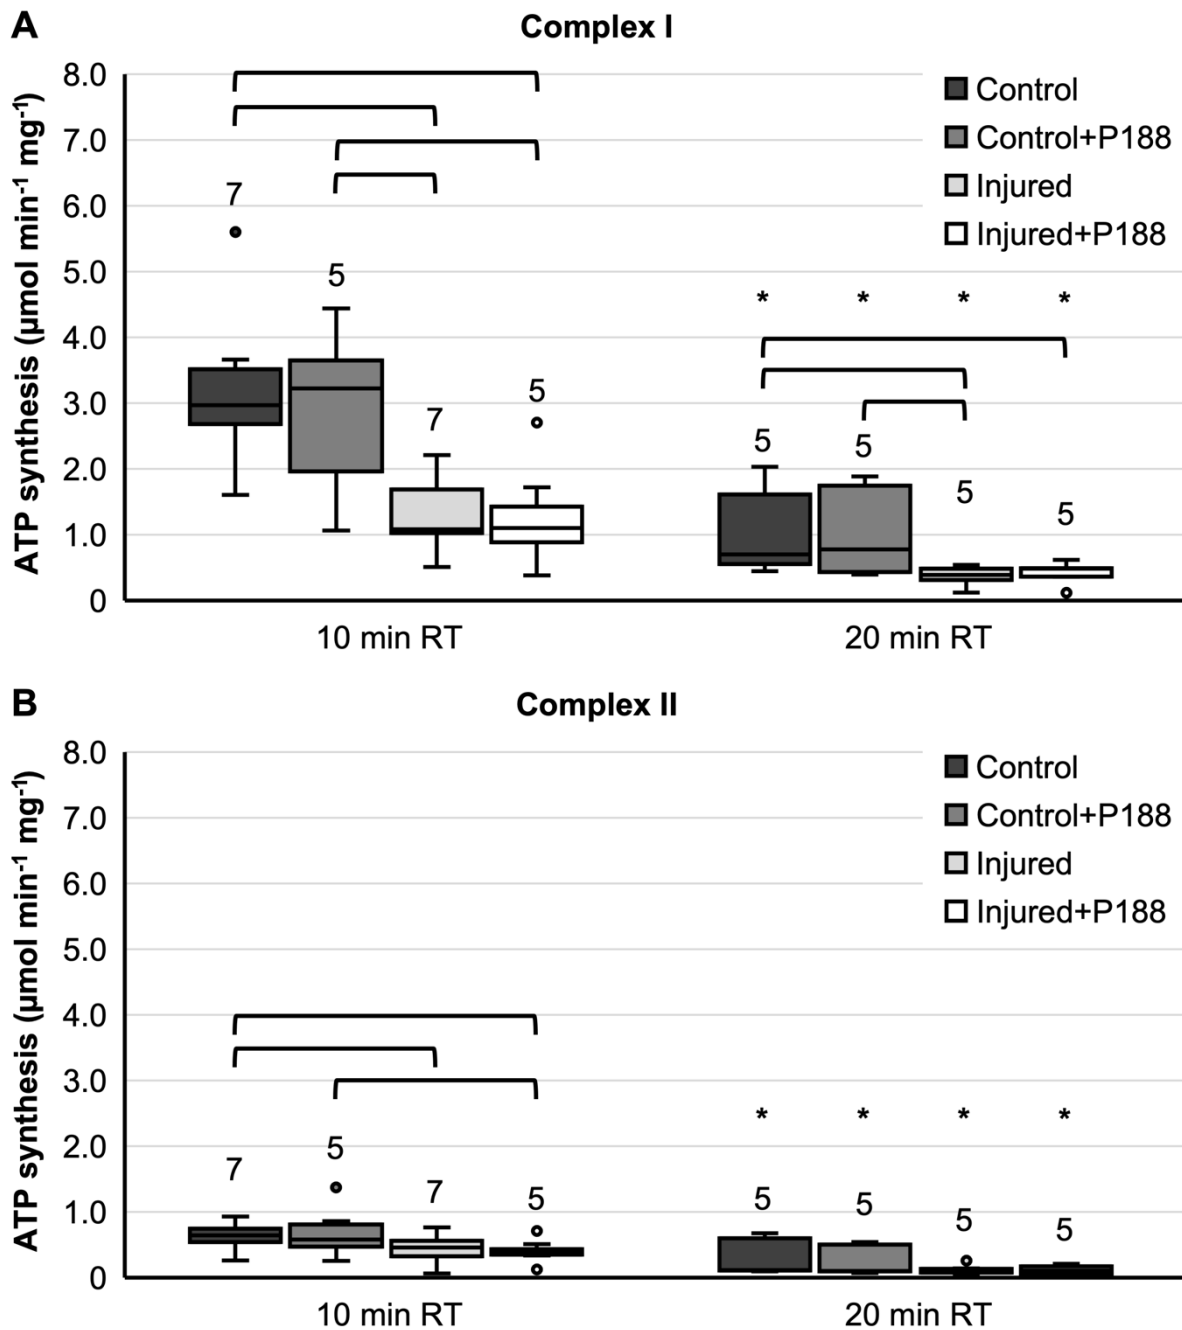 A
Complex I
ATP synthesis (µmol min⁻¹ mg⁻¹)
8.0
7.0
6.0
5.0
4.0
3.0
2.0
1.0
0
Control
Control+P188
Injured
Injured+P188
7
5
7
5
* * * *
5
5
5
5
10 min RT
20 min RT
B
Complex II
ATP synthesis (µmol min⁻¹ mg⁻¹)
8.0
7.0
6.0
5.0
4.0
3.0
2.0
1.0
0
Control
Control+P188
Injured
Injured+P188
7
5
7
5
* * * *
5
5
5
5
10 min RT
20 min RT